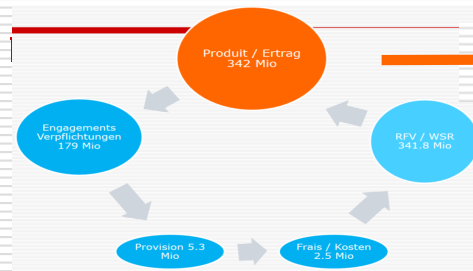 Produit / Ertrag
342 Mio
Engagements
Verpflichtungen
179 Mio
RFV / WSR
341.8 Mio
Provision 5.3
Mio
Frais / Kosten
2.5 Mio